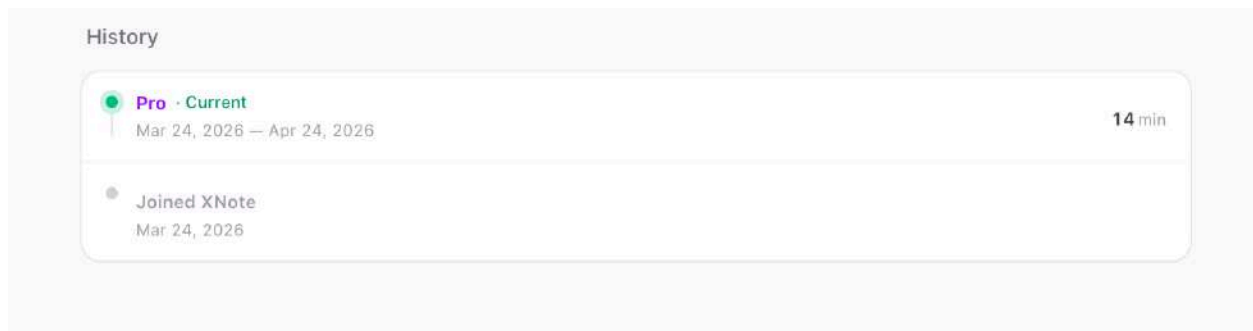 History
Pro · Current
Mar 24, 2026 — Apr 24, 2026
14 min
Joined XNote
Mar 24, 2026